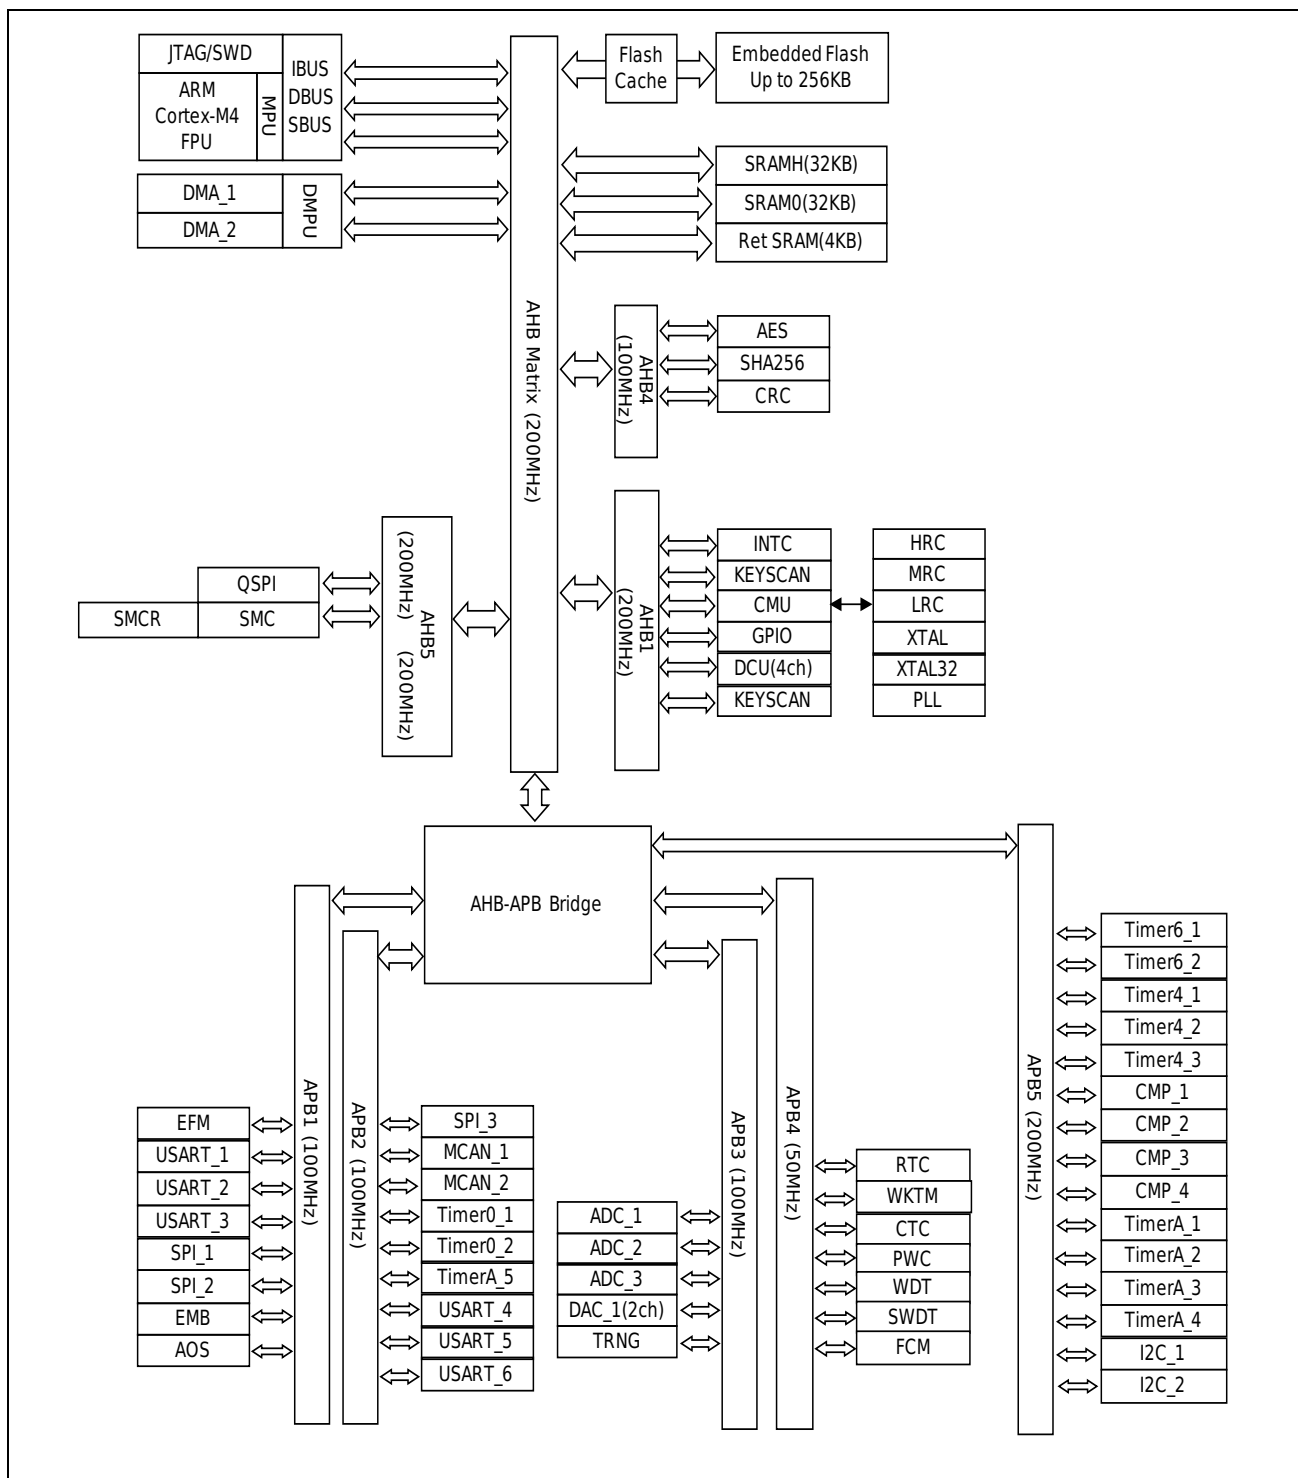 JTAG/SWD
ARM
Cortex-M4
FPU
MPU
IBUS
DBUS
SBUS
DMA_1
DMA_2
DMPU
AHB Matrix (200MHz)
Flash
Cache
Embedded Flash
Up to 256KB
SRAMH(32KB)
SRAM0(32KB)
Ret SRAM(4KB)
AHB4
(100MHz)
AES
SHA256
CRC
QSPI
SMCR
SMC
AHB5
(200MHz)
(200MHz)
AHB1
(200MHz)
INTC
KEYSCAN
CMU
GPIO
DCU(4ch)
KEYSCAN
HRC
MRC
LRC
XTAL
XTAL32
PLL
AHB-APB Bridge
APB1 (100MHz)
EFM
USART_1
USART_2
USART_3
SPI_1
SPI_2
EMB
AOS
APB2 (100MHz)
SPI_3
MCAN_1
MCAN_2
Timer0_1
Timer0_2
TimerA_5
USART_4
USART_5
USART_6
APB3 (100MHz)
ADC_1
ADC_2
ADC_3
DAC_1(2ch)
TRNG
APB4 (50MHz)
RTC
WKTM
CTC
PWC
WDT
SWDT
FCM
APB5 (200MHz)
Timer6_1
Timer6_2
Timer4_1
Timer4_2
Timer4_3
CMP_1
CMP_2
CMP_3
CMP_4
TimerA_1
TimerA_2
TimerA_3
TimerA_4
I2C_1
I2C_2